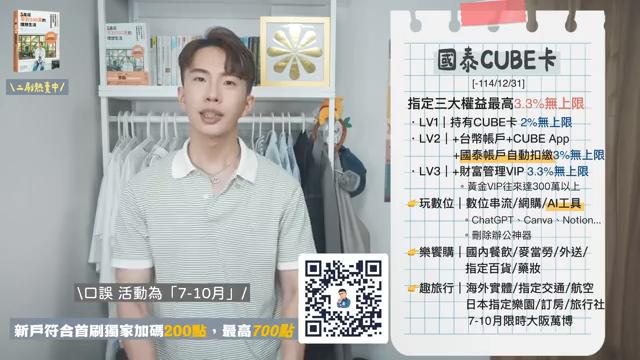 \二刷熱賣中/
\口誤 活動為「7-10月」/
新戶符合首刷獨家加碼200點，最高700點
國泰CUBE卡
[-114/12/31]
指定三大權益最高3.3%無上限
・LV1｜持有CUBE卡 2%無上限
・LV2｜+台幣帳戶+CUBE App
+國泰帳戶自動扣繳3%無上限
・LV3｜+財富管理VIP 3.3%無上限
◦黃金VIP往來達300萬以上
👉玩數位｜數位串流/網購/AI工具
◦ChatGPT、Canva、Notion...
◦刪除辦公神器
👉樂饗購｜國內餐飲/麥當勞/外送/
指定百貨/藥妝
👉趣旅行｜海外實體/指定交通/航空
日本指定樂園/訂房/旅行社
7-10月限時大阪萬博